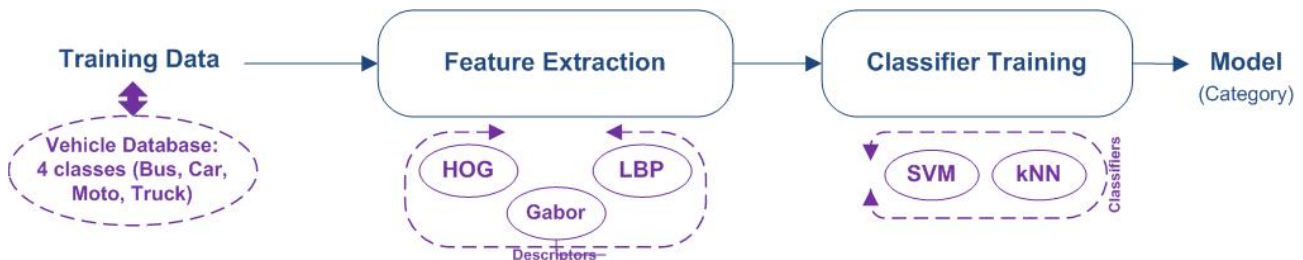 Training Data
Feature Extraction
Classifier Training
Model
(Category)
Vehicle Database:
4 classes (Bus, Car,
Moto, Truck)
HOG
LBP
Gabor
Descriptors
SVM
kNN
Classifiers